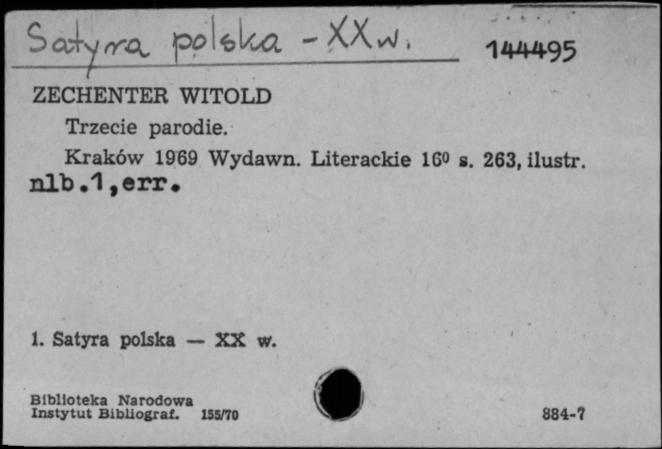 Satyra polska - XX w.
144495
ZECHENTER WITOLD
Trzecie parodie.
Kraków 1969 Wydawn. Literackie 16⁰ s. 263, ilustr.
nlb.1,err.
1. Satyra polska — XX w.
Biblioteka Narodowa
Instytut Bibliograf. 155/70
884-7